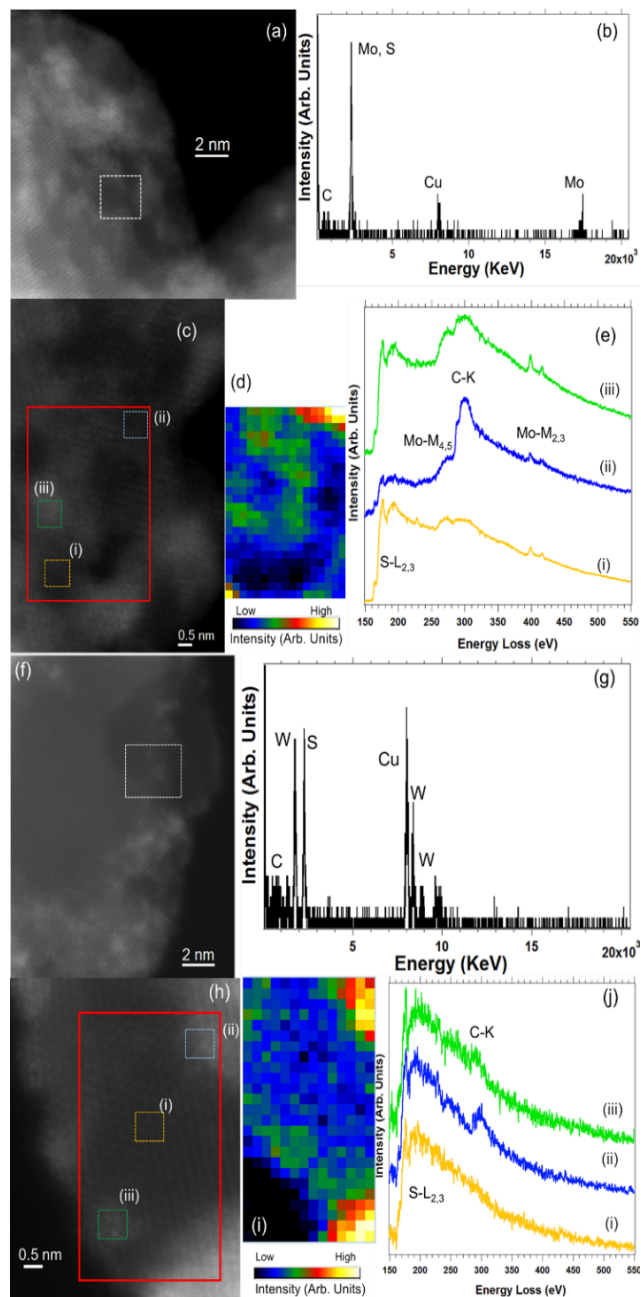 (a)
2 nm
(b)
Intensity (Arb. Units)
Mo, S
C
Cu
Mo
5
10
15
20x10³
Energy (KeV)
(c)
(ii)
(iii)
(i)
0.5 nm
(d)
Low High
Intensity (Arb. Units)
(e)
Intensity (Arb. Units)
(iii)
C-K
Mo-M4,5
Mo-M2,3
(ii)
S-L2,3
(i)
150 200 250 300 350 400 450 500 550
Energy Loss (eV)
(f)
2 nm
(g)
Intensity (Arb. Units)
W
S
Cu
W
W
C
5
10
15
20x10³
Energy (KeV)
(h)
(ii)
(i)
(iii)
0.5 nm
(i)
Low High
Intensity (Arb. Units)
(j)
Intensity (Arb. Units)
C-K
(iii)
(ii)
S-L2,3
(i)
150 200 250 300 350 400 450 500 550
Energy Loss (eV)